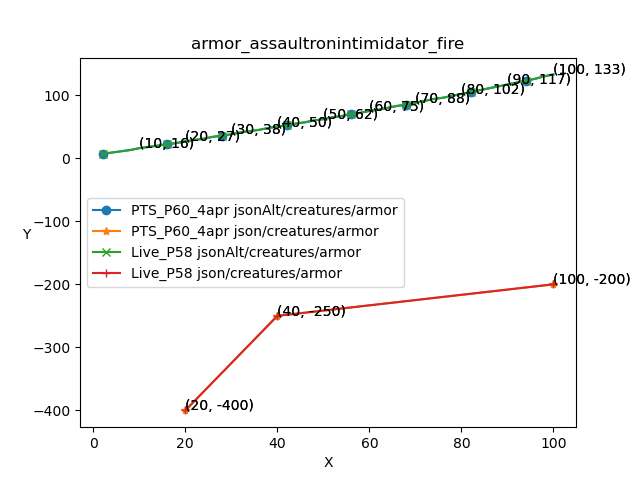 armor_assaultronintimidator_fire
(100, 133)
(90, 117)
(80, 102)
(70, 88)
(60, 75)
(50, 62)
(40, 50)
(30, 38)
(20, 27)
(10, 16)
100
0
−100
−200
−300
−400
Y
PTS_P60_4apr jsonAlt/creatures/armor
PTS_P60_4apr json/creatures/armor
Live_P58 jsonAlt/creatures/armor
Live_P58 json/creatures/armor
(100, -200)
(40, -250)
(20, -400)
0 20 40 60 80 100
X